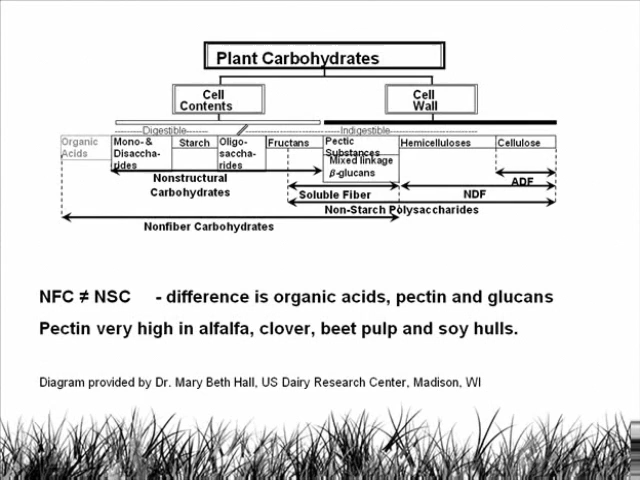 Plant Carbohydrates
Cell
Contents
Cell
Wall
Digestible
Indigestible
Organic
Acids
Mono- &
Disaccha-
rides
Starch
Oligo-
saccha-
rides
Fructans
Pectic
Substances
Mixed linkage
β-glucans
Hemicelluloses
Cellulose
Nonstructural
Carbohydrates
ADF
Soluble Fiber
NDF
Non-Starch Polysaccharides
Nonfiber Carbohydrates
NFC ≠ NSC - difference is organic acids, pectin and glucans
Pectin very high in alfalfa, clover, beet pulp and soy hulls.
Diagram provided by Dr. Mary Beth Hall, US Dairy Research Center, Madison, WI